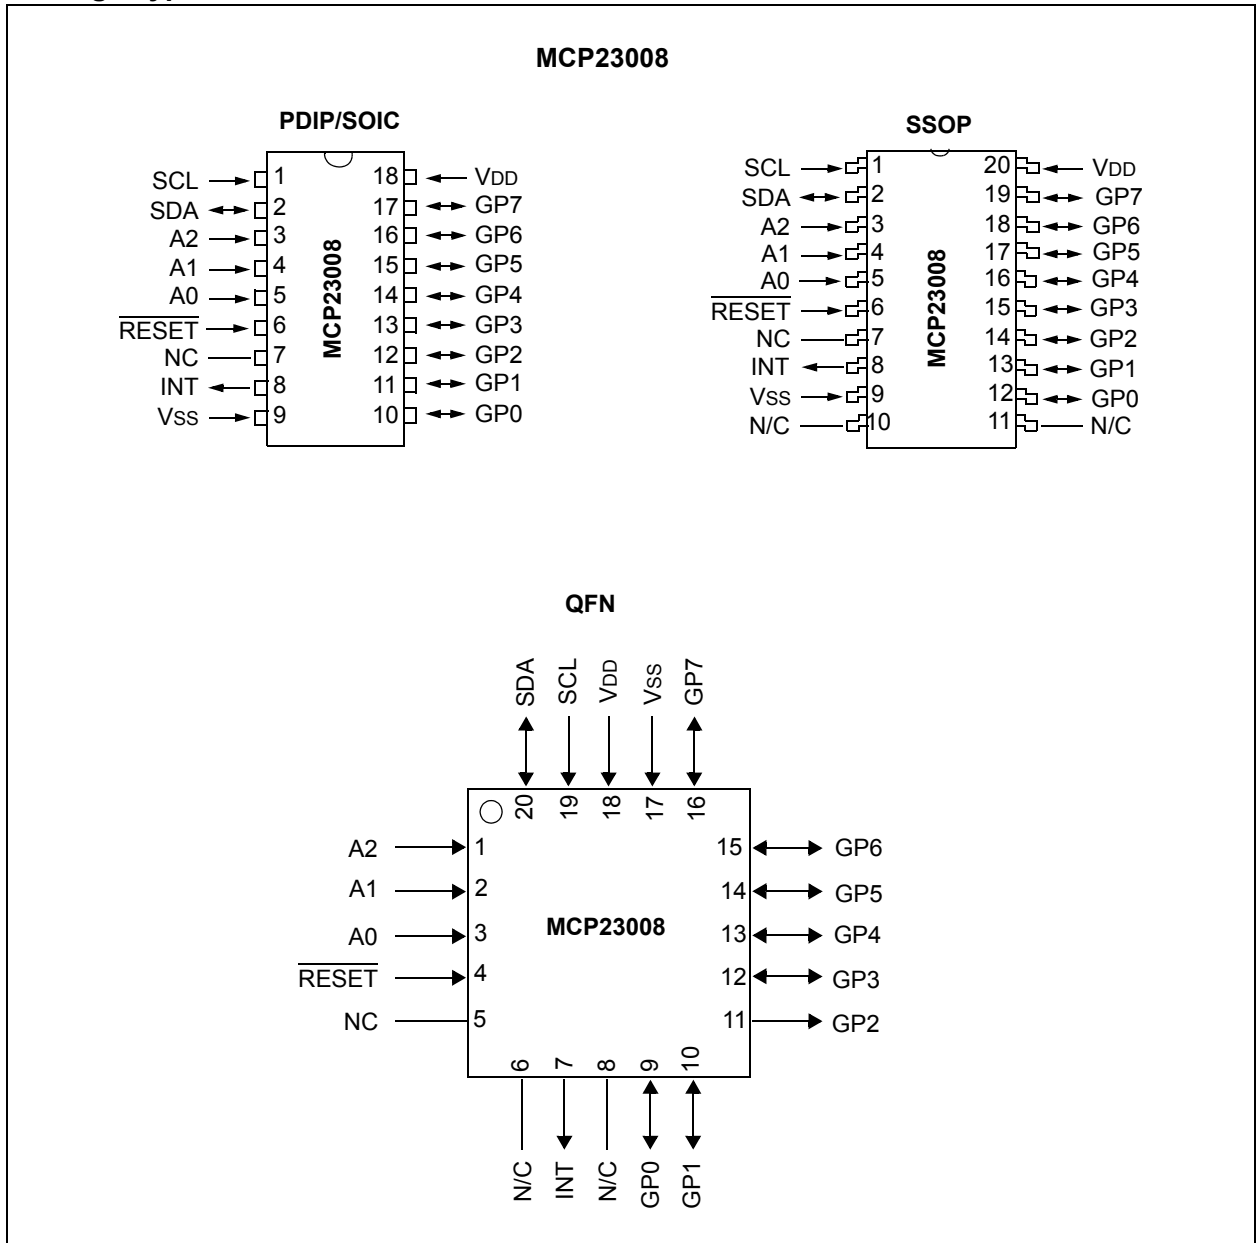 MCP23008
PDIP/SOIC
SCL 1 18 VDD
SDA 2 17 GP7
A2 3 16 GP6
A1 4 15 GP5
A0 5 14 GP4
RESET 6 13 GP3
NC 7 12 GP2
INT 8 11 GP1
VSS 9 10 GP0
MCP23008
SSOP
SCL 1 20 VDD
SDA 2 19 GP7
A2 3 18 GP6
A1 4 17 GP5
A0 5 16 GP4
RESET 6 15 GP3
NC 7 14 GP2
INT 8 13 GP1
VSS 9 12 GP0
N/C 10 11 N/C
MCP23008
QFN
SDA SCL VDD VSS GP7
20 19 18 17 16
A2 1 15 GP6
A1 2 14 GP5
A0 3 MCP23008 13 GP4
RESET 4 12 GP3
NC 5 11 GP2
6 7 8 9 10
N/C INT N/C GP0 GP1